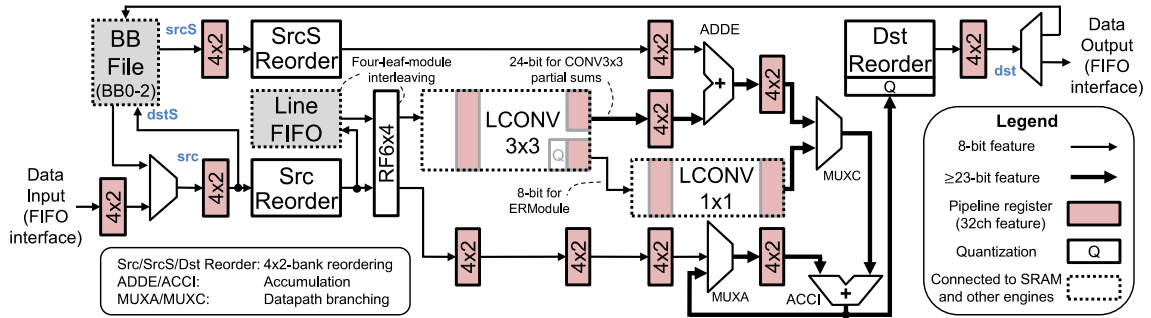 BB
File
(BB0-2)
srcS
4x2
SrcS
Reorder
dstS
Line
FIFO
Four-leaf-module
interleaving
RF6x4
24-bit for CONV3x3
partial sums
LCONV
3x3
Q
8-bit for
ERModule
4x2
4x2
ADDE
+
4x2
LCONV
1x1
MUXC
Dst
Reorder
Q
4x2
dst
Data
Output
(FIFO
interface)
Data
Input
(FIFO
interface)
4x2
src
4x2
Src
Reorder
4x2
4x2
4x2
MUXA
4x2
ACCI
+
Src/SrcS/Dst Reorder: 4x2-bank reordering
ADDE/ACCI: Accumulation
MUXA/MUXC: Datapath branching
Legend
8-bit feature
≥23-bit feature
Pipeline register
(32ch feature)
Quantization
Q
Connected to SRAM
and other engines